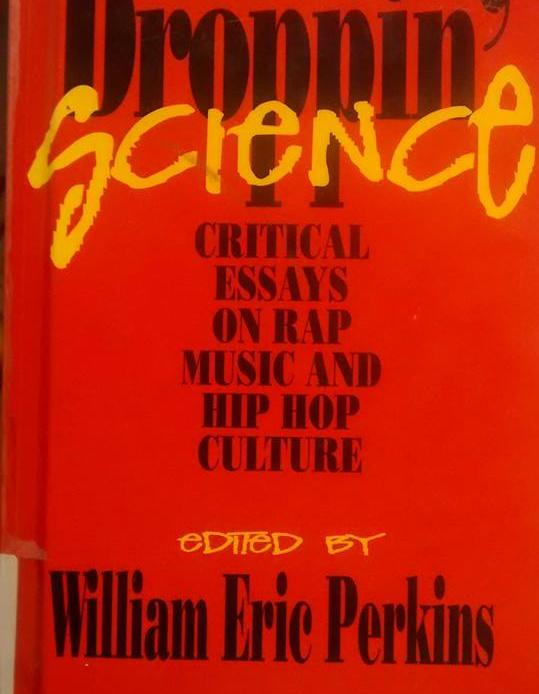 Droppin'
Science
CRITICAL
ESSAYS
ON RAP
MUSIC AND
HIP HOP
CULTURE
EDITED BY
William Eric Perkins